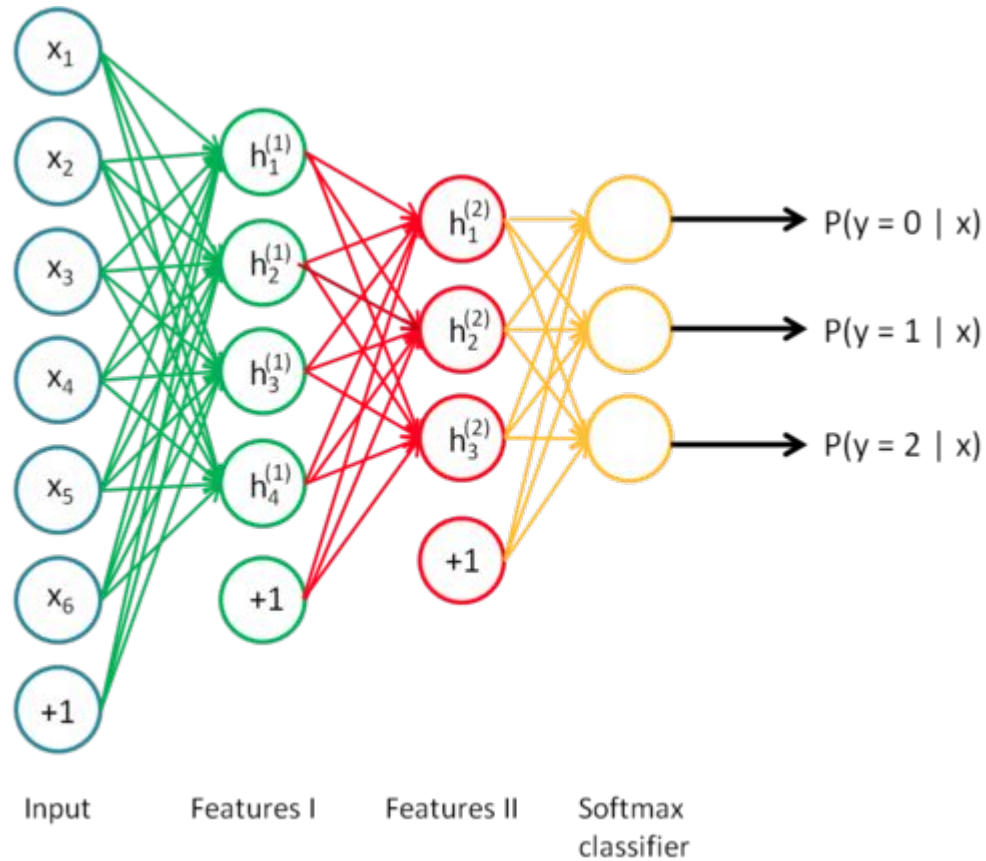 x₁
x₂
x₃
x₄
x₅
x₆
+1
h₁⁽¹⁾
h₂⁽¹⁾
h₃⁽¹⁾
h₄⁽¹⁾
+1
h₁⁽²⁾
h₂⁽²⁾
h₃⁽²⁾
+1
P(y = 0 | x)
P(y = 1 | x)
P(y = 2 | x)
Input
Features I
Features II
Softmax
classifier